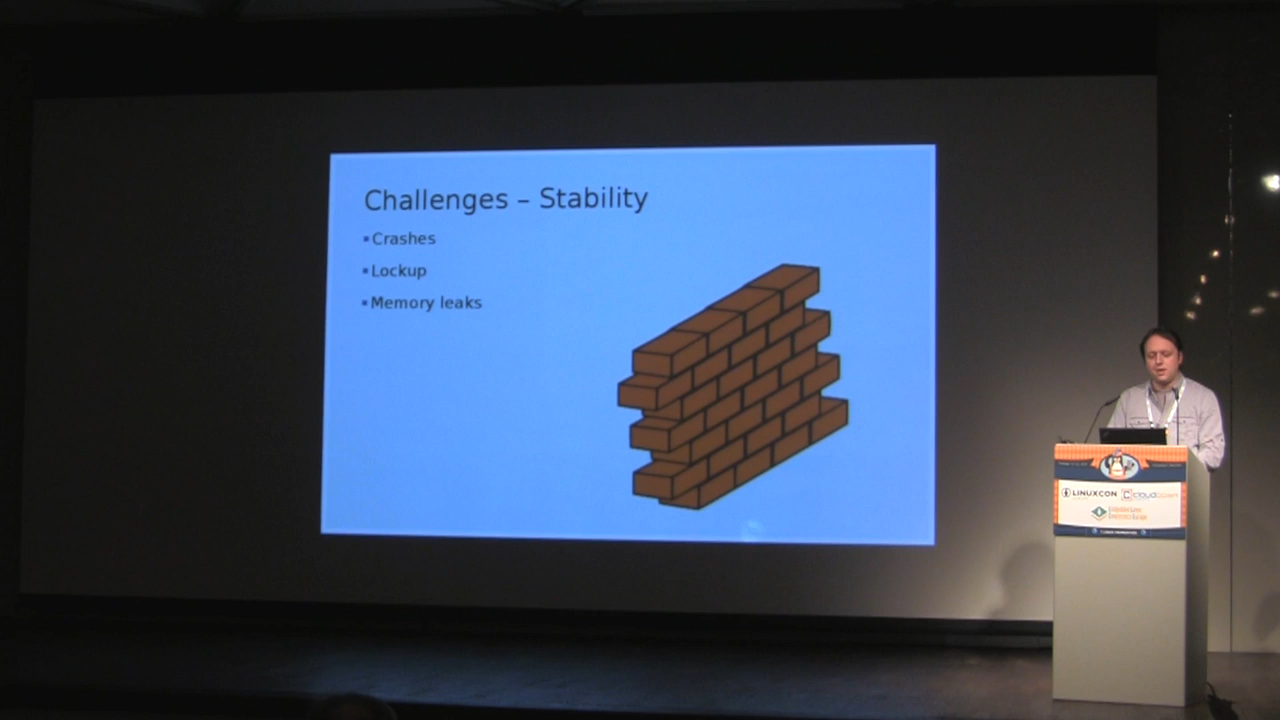 Challenges – Stability
▪Crashes
▪Lockup
▪Memory leaks
LINUXCON